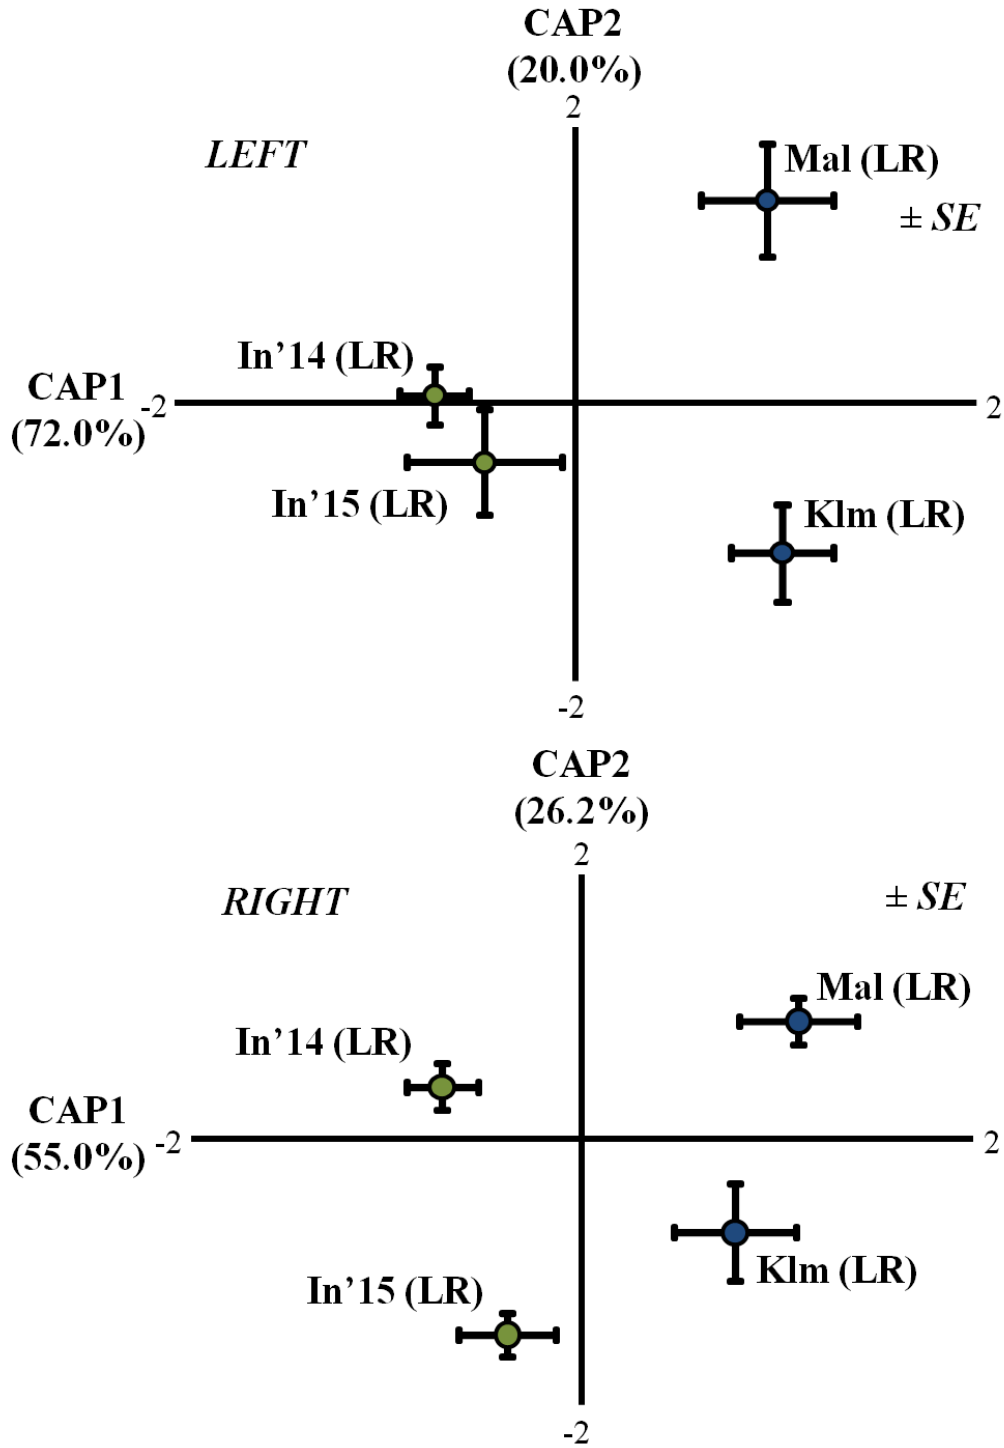 CAP2
(20.0%)
2
LEFT
Mal (LR)
± SE
In’14 (LR)
CAP1
(72.0%)
-2
2
In’15 (LR)
Klm (LR)
-2
CAP2
(26.2%)
2
RIGHT
± SE
Mal (LR)
In’14 (LR)
CAP1
(55.0%)
-2
2
Klm (LR)
In’15 (LR)
-2